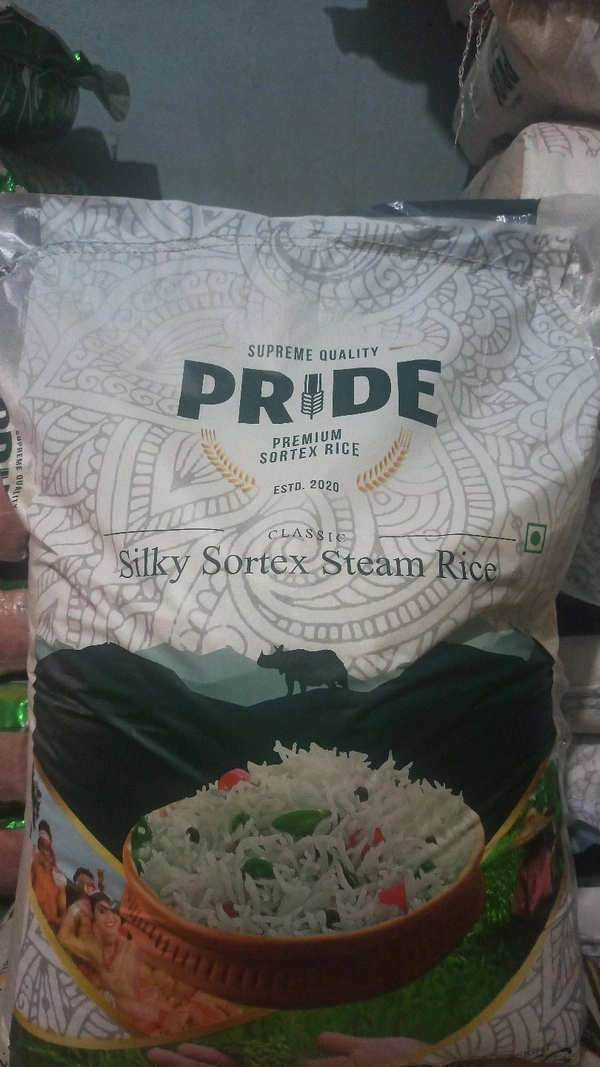 SUPREME QUALITY
PRIDE
PREMIUM
SORTEX RICE
ESTD. 2020
CLASSIC
Silky Sortex Steam Rice